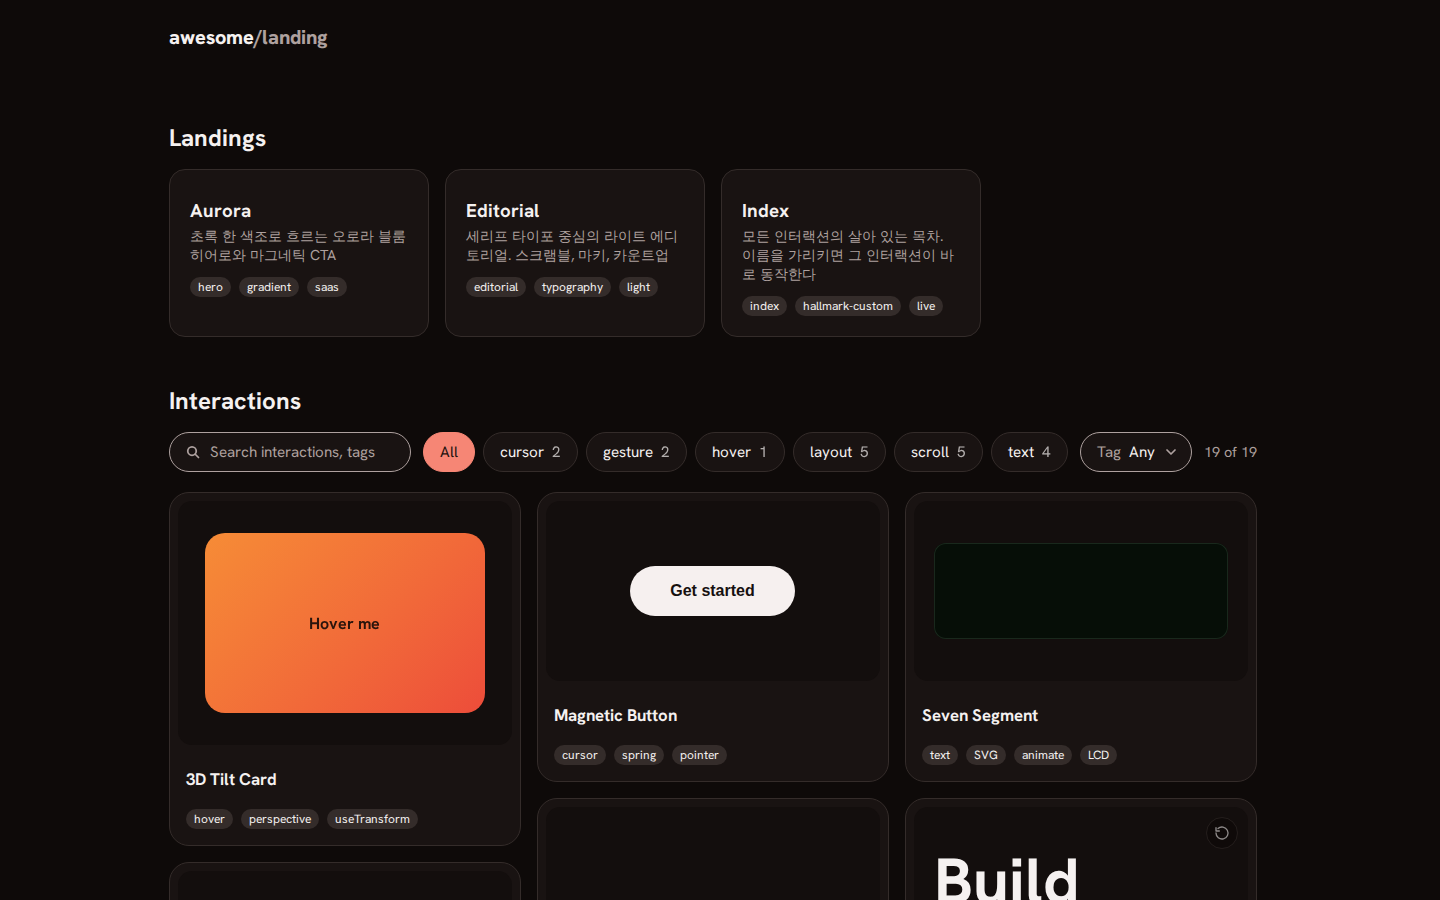 awesome/landing
Landings
Aurora
초록 한 색조로 흐르는 오로라 블룸
히어로와 마그네틱 CTA
hero gradient saas
Editorial
세리프 타이포 중심의 라이트 에디
토리얼. 스크램블, 마키, 카운트업
editorial typography light
Index
모든 인터랙션의 살아 있는 목차.
이름을 가리키면 그 인터랙션이 바
로 동작한다
index hallmark-custom live
Interactions
Search interactions, tags All cursor 2 gesture 2 hover 1 layout 5 scroll 5 text 4 Tag Any 19 of 19
Hover me
3D Tilt Card
hover perspective useTransform
Get started
Magnetic Button
cursor spring pointer
Seven Segment
text SVG animate LCD
Build